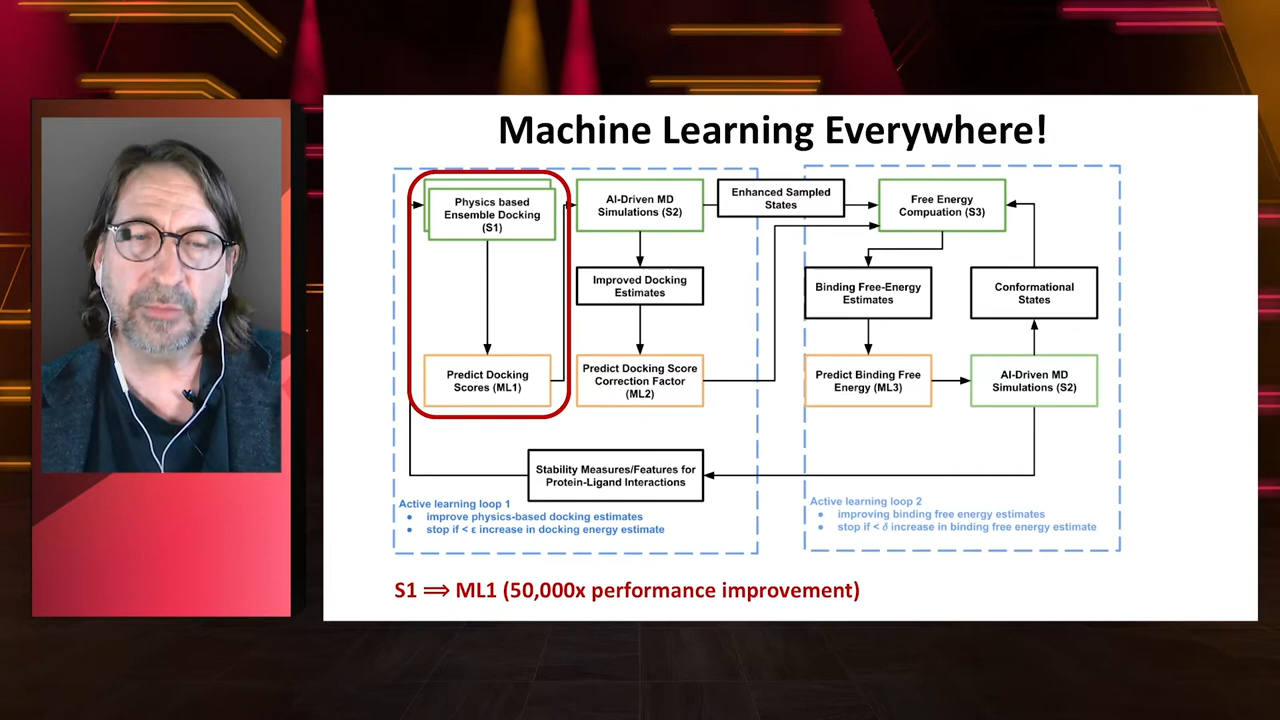 Machine Learning Everywhere!
Physics based
Ensemble Docking
(S1)
AI-Driven MD
Simulations (S2)
Enhanced Sampled
States
Free Energy
Compuation (S3)
Improved Docking
Estimates
Binding Free-Energy
Estimates
Conformational
States
Predict Docking
Scores (ML1)
Predict Docking Score
Correction Factor
(ML2)
Predict Binding Free
Energy (ML3)
AI-Driven MD
Simulations (S2)
Stability Measures/Features for
Protein-Ligand Interactions
Active learning loop 1
● improve physics-based docking estimates
● stop if < ε increase in docking energy estimate
Active learning loop 2
● improving binding free energy estimates
● stop if < δ increase in binding free energy estimate
S1 ⟹ ML1 (50,000x performance improvement)